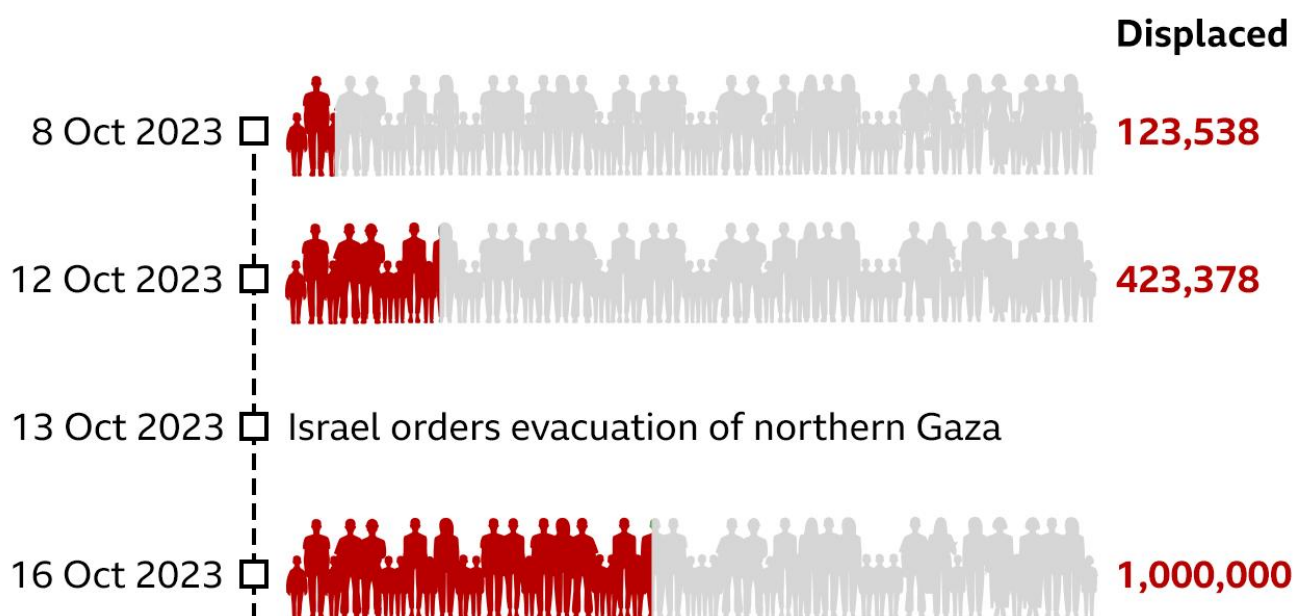 Displaced
8 Oct 2023 123,538
12 Oct 2023 423,378
13 Oct 2023 Israel orders evacuation of northern Gaza
16 Oct 2023 1,000,000